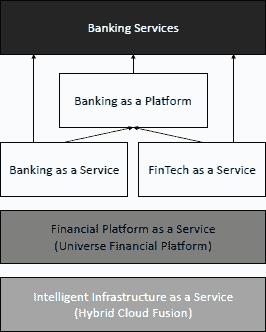 Banking Services
Banking as a Platform
Banking as a Service
FinTech as a Service
Financial Platform as a Service
(Universe Financial Platform)
Intelligent Infrastructure as a Service
(Hybrid Cloud Fusion)